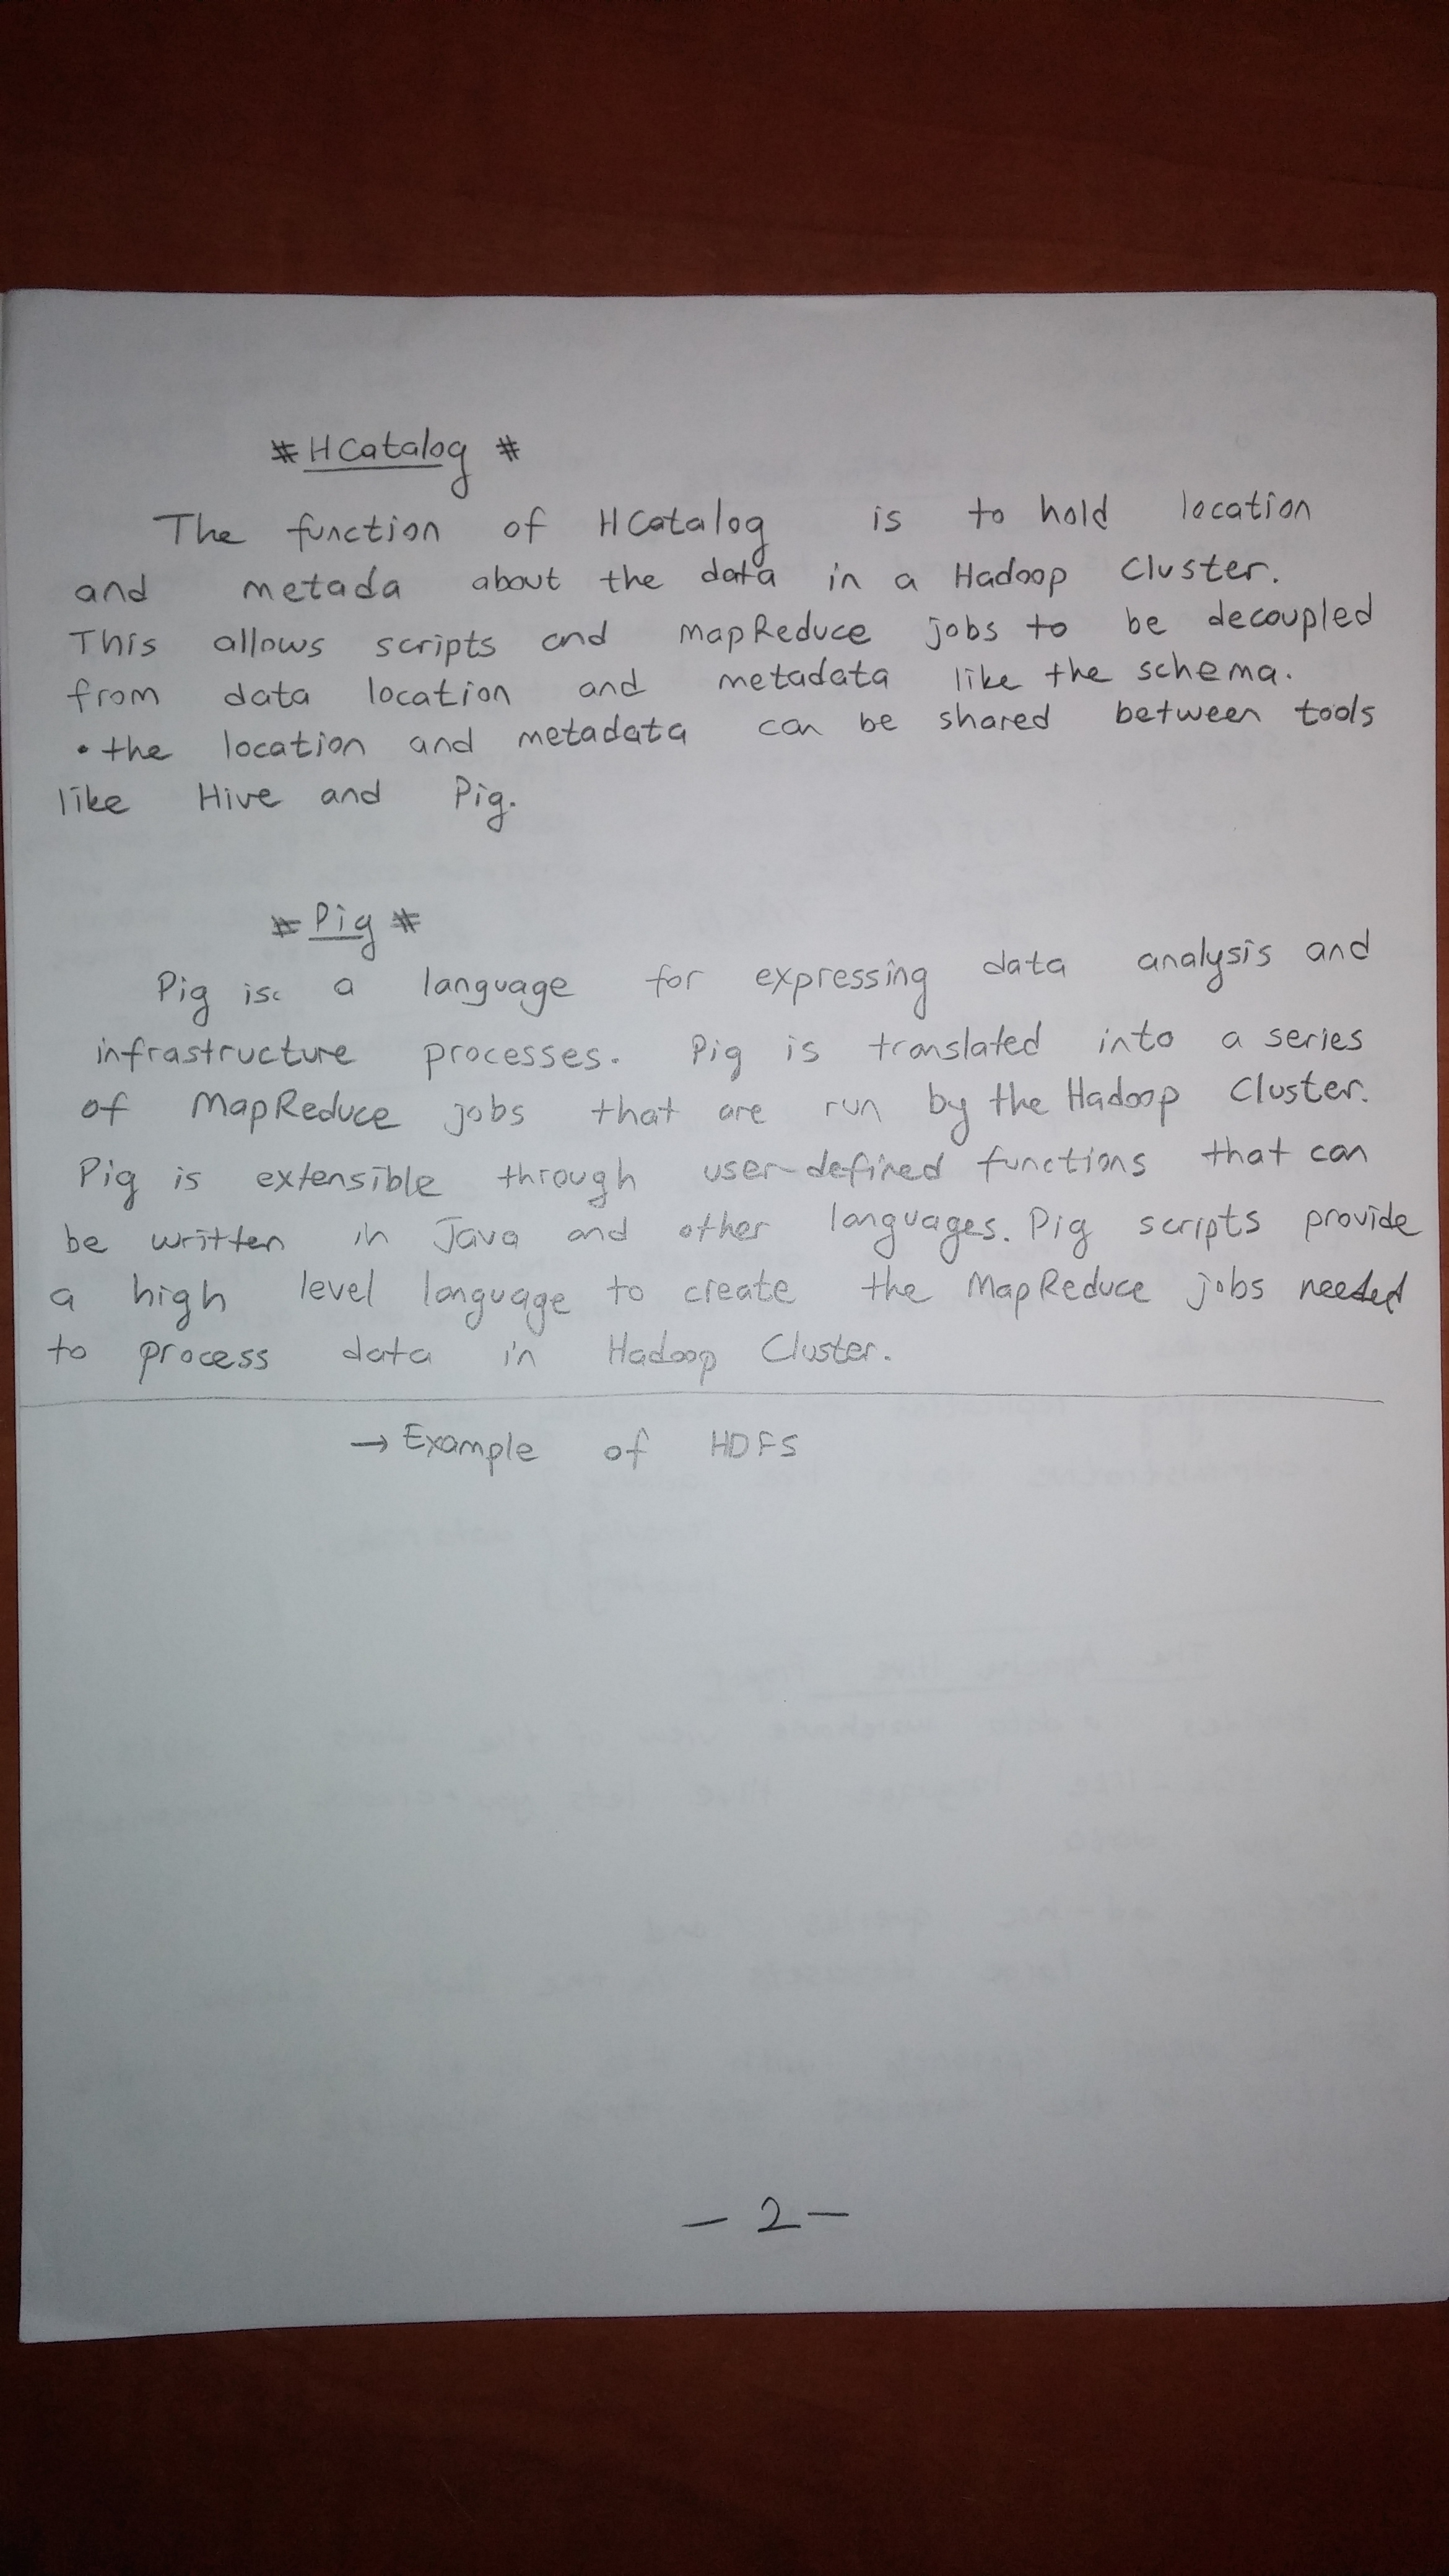 # HCatalog #
The function of HCatalog is to hold location
and metada about the data in a Hadoop Cluster.
This allows scripts and MapReduce jobs to be decoupled
from data location and metadata like the schema.
• the location and metadata can be shared between tools
like Hive and Pig.
# Pig #
Pig is a language for expressing data analysis and
infrastructure processes. Pig is translated into a series
of MapReduce jobs that are run by the Hadoop Cluster.
Pig is extensible through user-defined functions that can
be written in Java and other languages. Pig scripts provide
a high level language to create the MapReduce jobs needed
to process data in Hadoop Cluster.
→ Example of HDFS
- 2 -